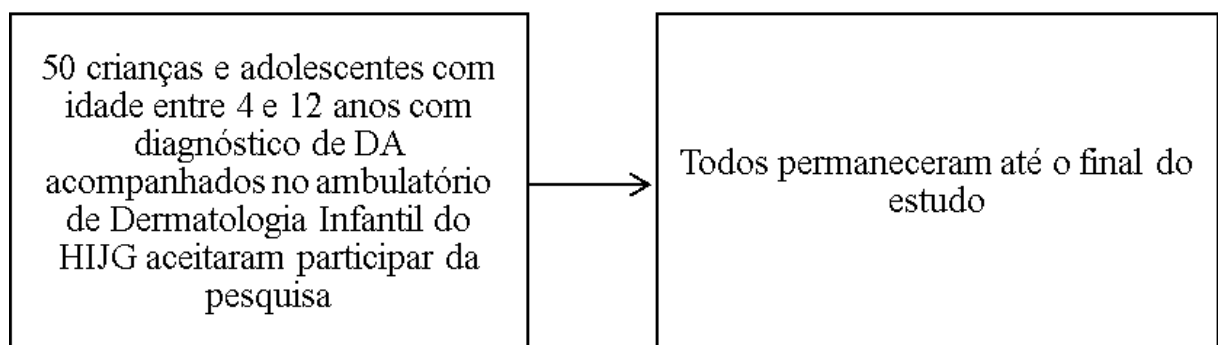 50 crianças e adolescentes com
idade entre 4 e 12 anos com
diagnóstico de DA
acompanhados no ambulatório
de Dermatologia Infantil do
HIJG aceitaram participar da
pesquisa
Todos permaneceram até o final do
estudo